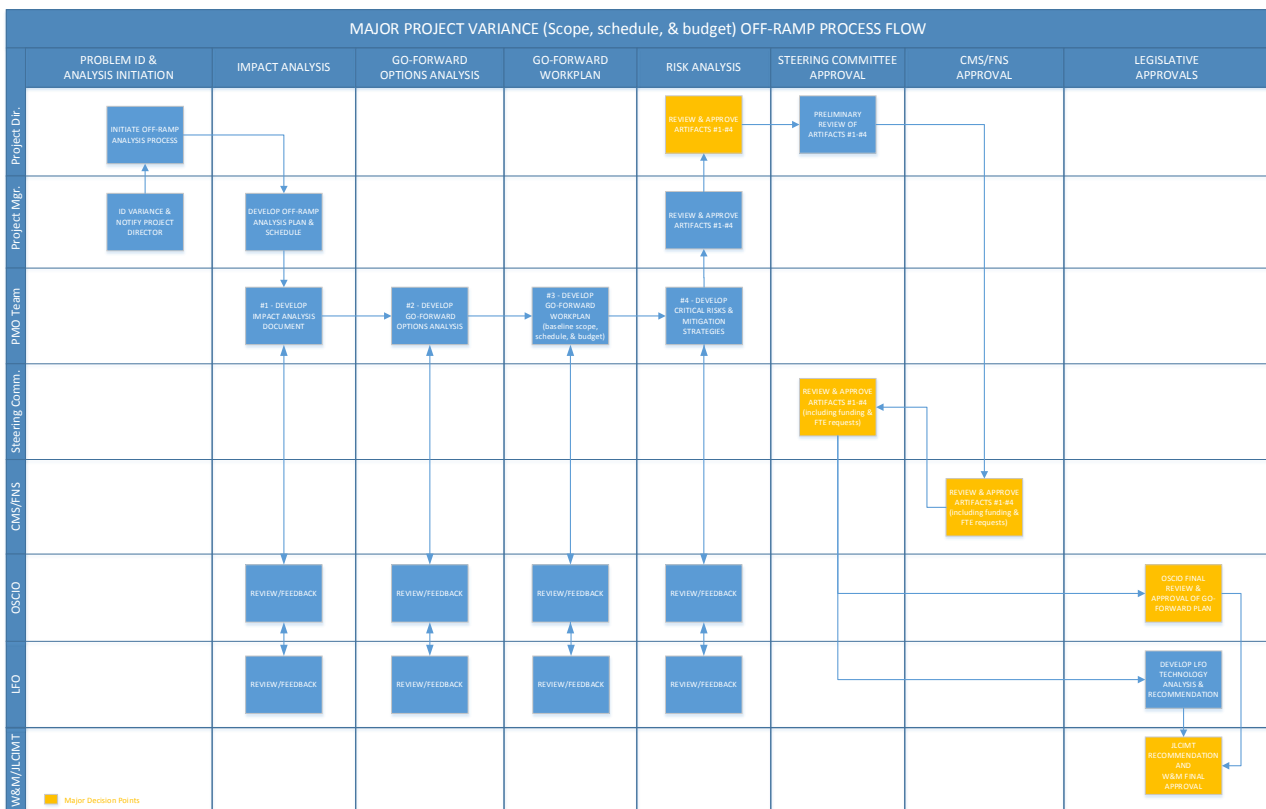 MAJOR PROJECT VARIANCE (Scope, schedule, & budget) OFF-RAMP PROCESS FLOW
PROBLEM ID &
ANALYSIS INITIATION
IMPACT ANALYSIS
GO-FORWARD
OPTIONS ANALYSIS
GO-FORWARD
WORKPLAN
RISK ANALYSIS
STEERING COMMITTEE
APPROVAL
CMS/FNS
APPROVAL
LEGISLATIVE
APPROVALS
Project Dir.
INITIATE OFF-RAMP
ANALYSIS PROCESS
REVIEW & APPROVE
ARTIFACTS #1-#4
PRELIMINARY
REVIEW OF
ARTIFACTS #1-#4
Project Mgr.
ID VARIANCE &
NOTIFY PROJECT
DIRECTOR
DEVELOP OFF-RAMP
ANALYSIS PLAN &
SCHEDULE
REVIEW & APPROVE
ARTIFACTS #1-#4
PMO Team
#1 - DEVELOP
IMPACT ANALYSIS
DOCUMENT
#2 - DEVELOP
GO-FORWARD
OPTIONS ANALYSIS
#3 - DEVELOP
GO-FORWARD
WORKPLAN
(baseline scope,
schedule, & budget)
#4 - DEVELOP
CRITICAL RISKS &
MITIGATION
STRATEGIES
Steering Comm.
REVIEW & APPROVE
ARTIFACTS #1-#4
(including funding &
FTE requests)
CMS/FNS
REVIEW & APPROVE
ARTIFACTS #1-#4
(including funding &
FTE requests)
OSCIO
REVIEW/FEEDBACK
REVIEW/FEEDBACK
REVIEW/FEEDBACK
REVIEW/FEEDBACK
OSCIO FINAL
REVIEW &
APPROVAL OF GO-
FORWARD PLAN
LFO
REVIEW/FEEDBACK
REVIEW/FEEDBACK
REVIEW/FEEDBACK
REVIEW/FEEDBACK
DEVELOP LFO
TECHNOLOGY
ANALYSIS &
RECOMMENDATION
W&M/JLCIMT
JLCIMT
RECOMMENDATION
AND
W&M FINAL
APPROVAL
Major Decision Points